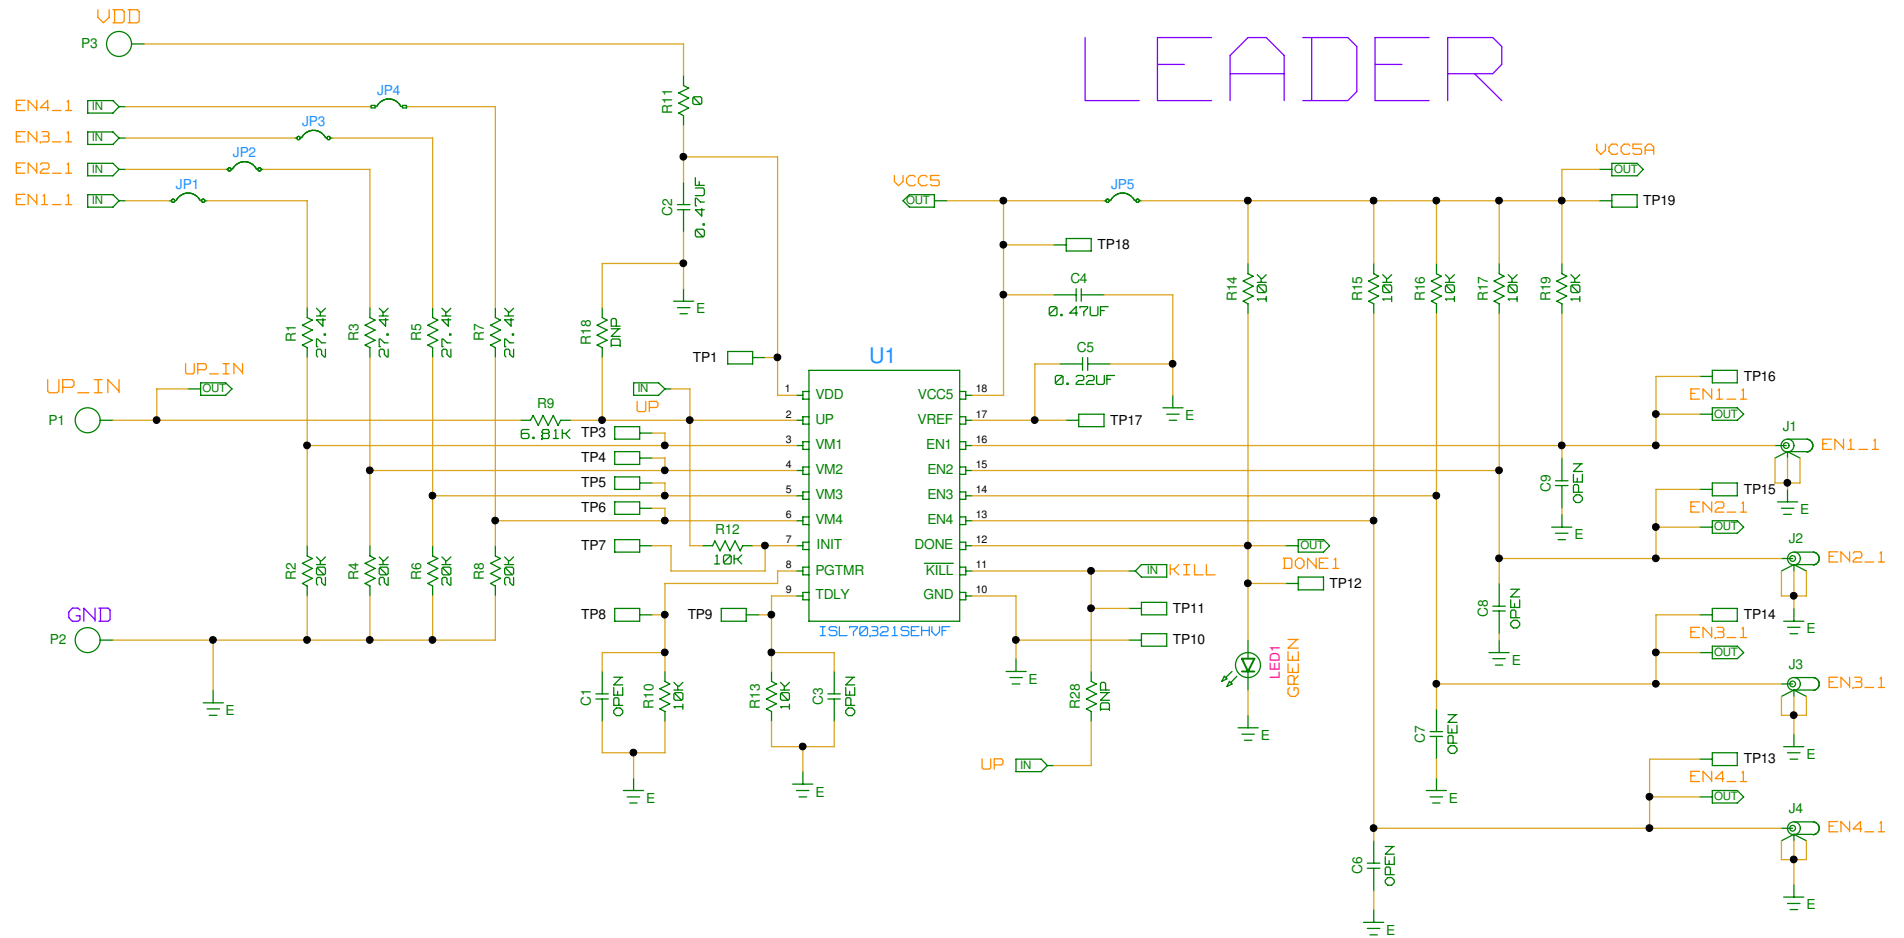 LEADER
VDD
P3
EN4_1
IN
JP4
EN3_1
IN
JP3
EN2_1
IN
JP2
EN1_1
IN
JP1
R11
0
C2
0.47UF
E
R1
27.4K
R3
27.4K
R5
27.4K
R7
27.4K
R18
DNP
TP1
UP_IN
UP_IN
OUT
P1
R9
6.81K
IN
UP
TP3
TP4
TP5
TP6
TP7
R12
10K
R2
20K
R4
20K
R6
20K
R8
20K
GND
P2
E
TP8
TP9
C1
OPEN
R10
10K
E
R13
10K
C3
OPEN
E
U1
1
VDD
2
UP
3
VM1
4
VM2
5
VM3
6
VM4
7
INIT
8
PGTMR
9
TDLY
VCC5
18
VREF
17
EN1
16
EN2
15
EN3
14
EN4
13
DONE
12
KILL
11
GND
10
ISL70321SEHVF
VCC5
OUT
JP5
VCC5A
OUT
TP19
TP18
C4
0.47UF
C5
0.22UF
E
TP17
R14
10K
R15
10K
R16
10K
R17
10K
R19
10K
OUT
DONE1
TP12
IN
KILL
TP11
TP10
E
R28
DNP
UP
IN
LED1
GREEN
E
C9
OPEN
E
C8
OPEN
E
C7
OPEN
E
C6
OPEN
E
TP16
EN1_1
OUT
J1
EN1_1
E
TP15
EN2_1
OUT
J2
EN2_1
E
TP14
EN3_1
OUT
J3
EN3_1
E
TP13
EN4_1
OUT
J4
EN4_1
E